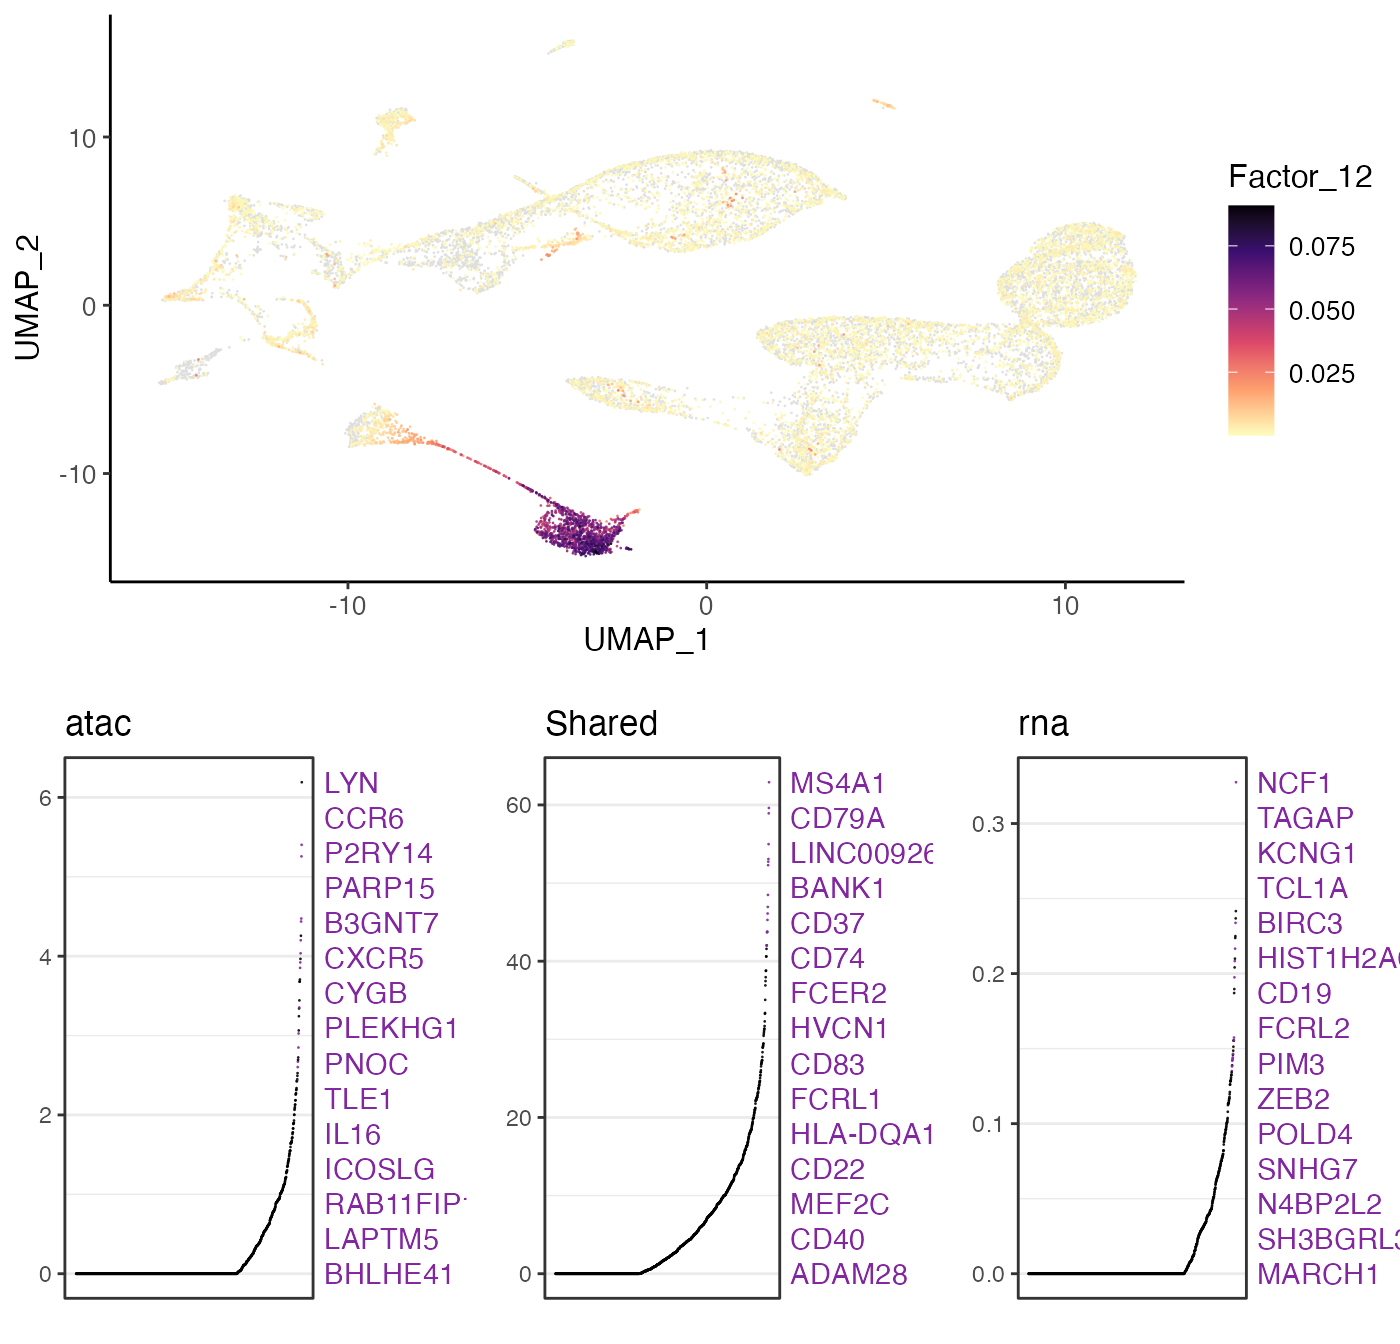 UMAP_2
10
0
-10
-10
0
10
UMAP_1
Factor_12
0.075
0.050
0.025
atac
6
4
2
0
LYN
CCR6
P2RY14
PARP15
B3GNT7
CXCR5
CYGB
PLEKHG1
PNOC
TLE1
IL16
ICOSLG
RAB11FIP
LAPTM5
BHLHE41
Shared
60
40
20
0
MS4A1
CD79A
LINC00926
BANK1
CD37
CD74
FCER2
HVCN1
CD83
FCRL1
HLA-DQA1
CD22
MEF2C
CD40
ADAM28
rna
0.3
0.2
0.1
0.0
NCF1
TAGAP
KCNG1
TCL1A
BIRC3
HIST1H2A
CD19
FCRL2
PIM3
ZEB2
POLD4
SNHG7
N4BP2L2
SH3BGRL3
MARCH1